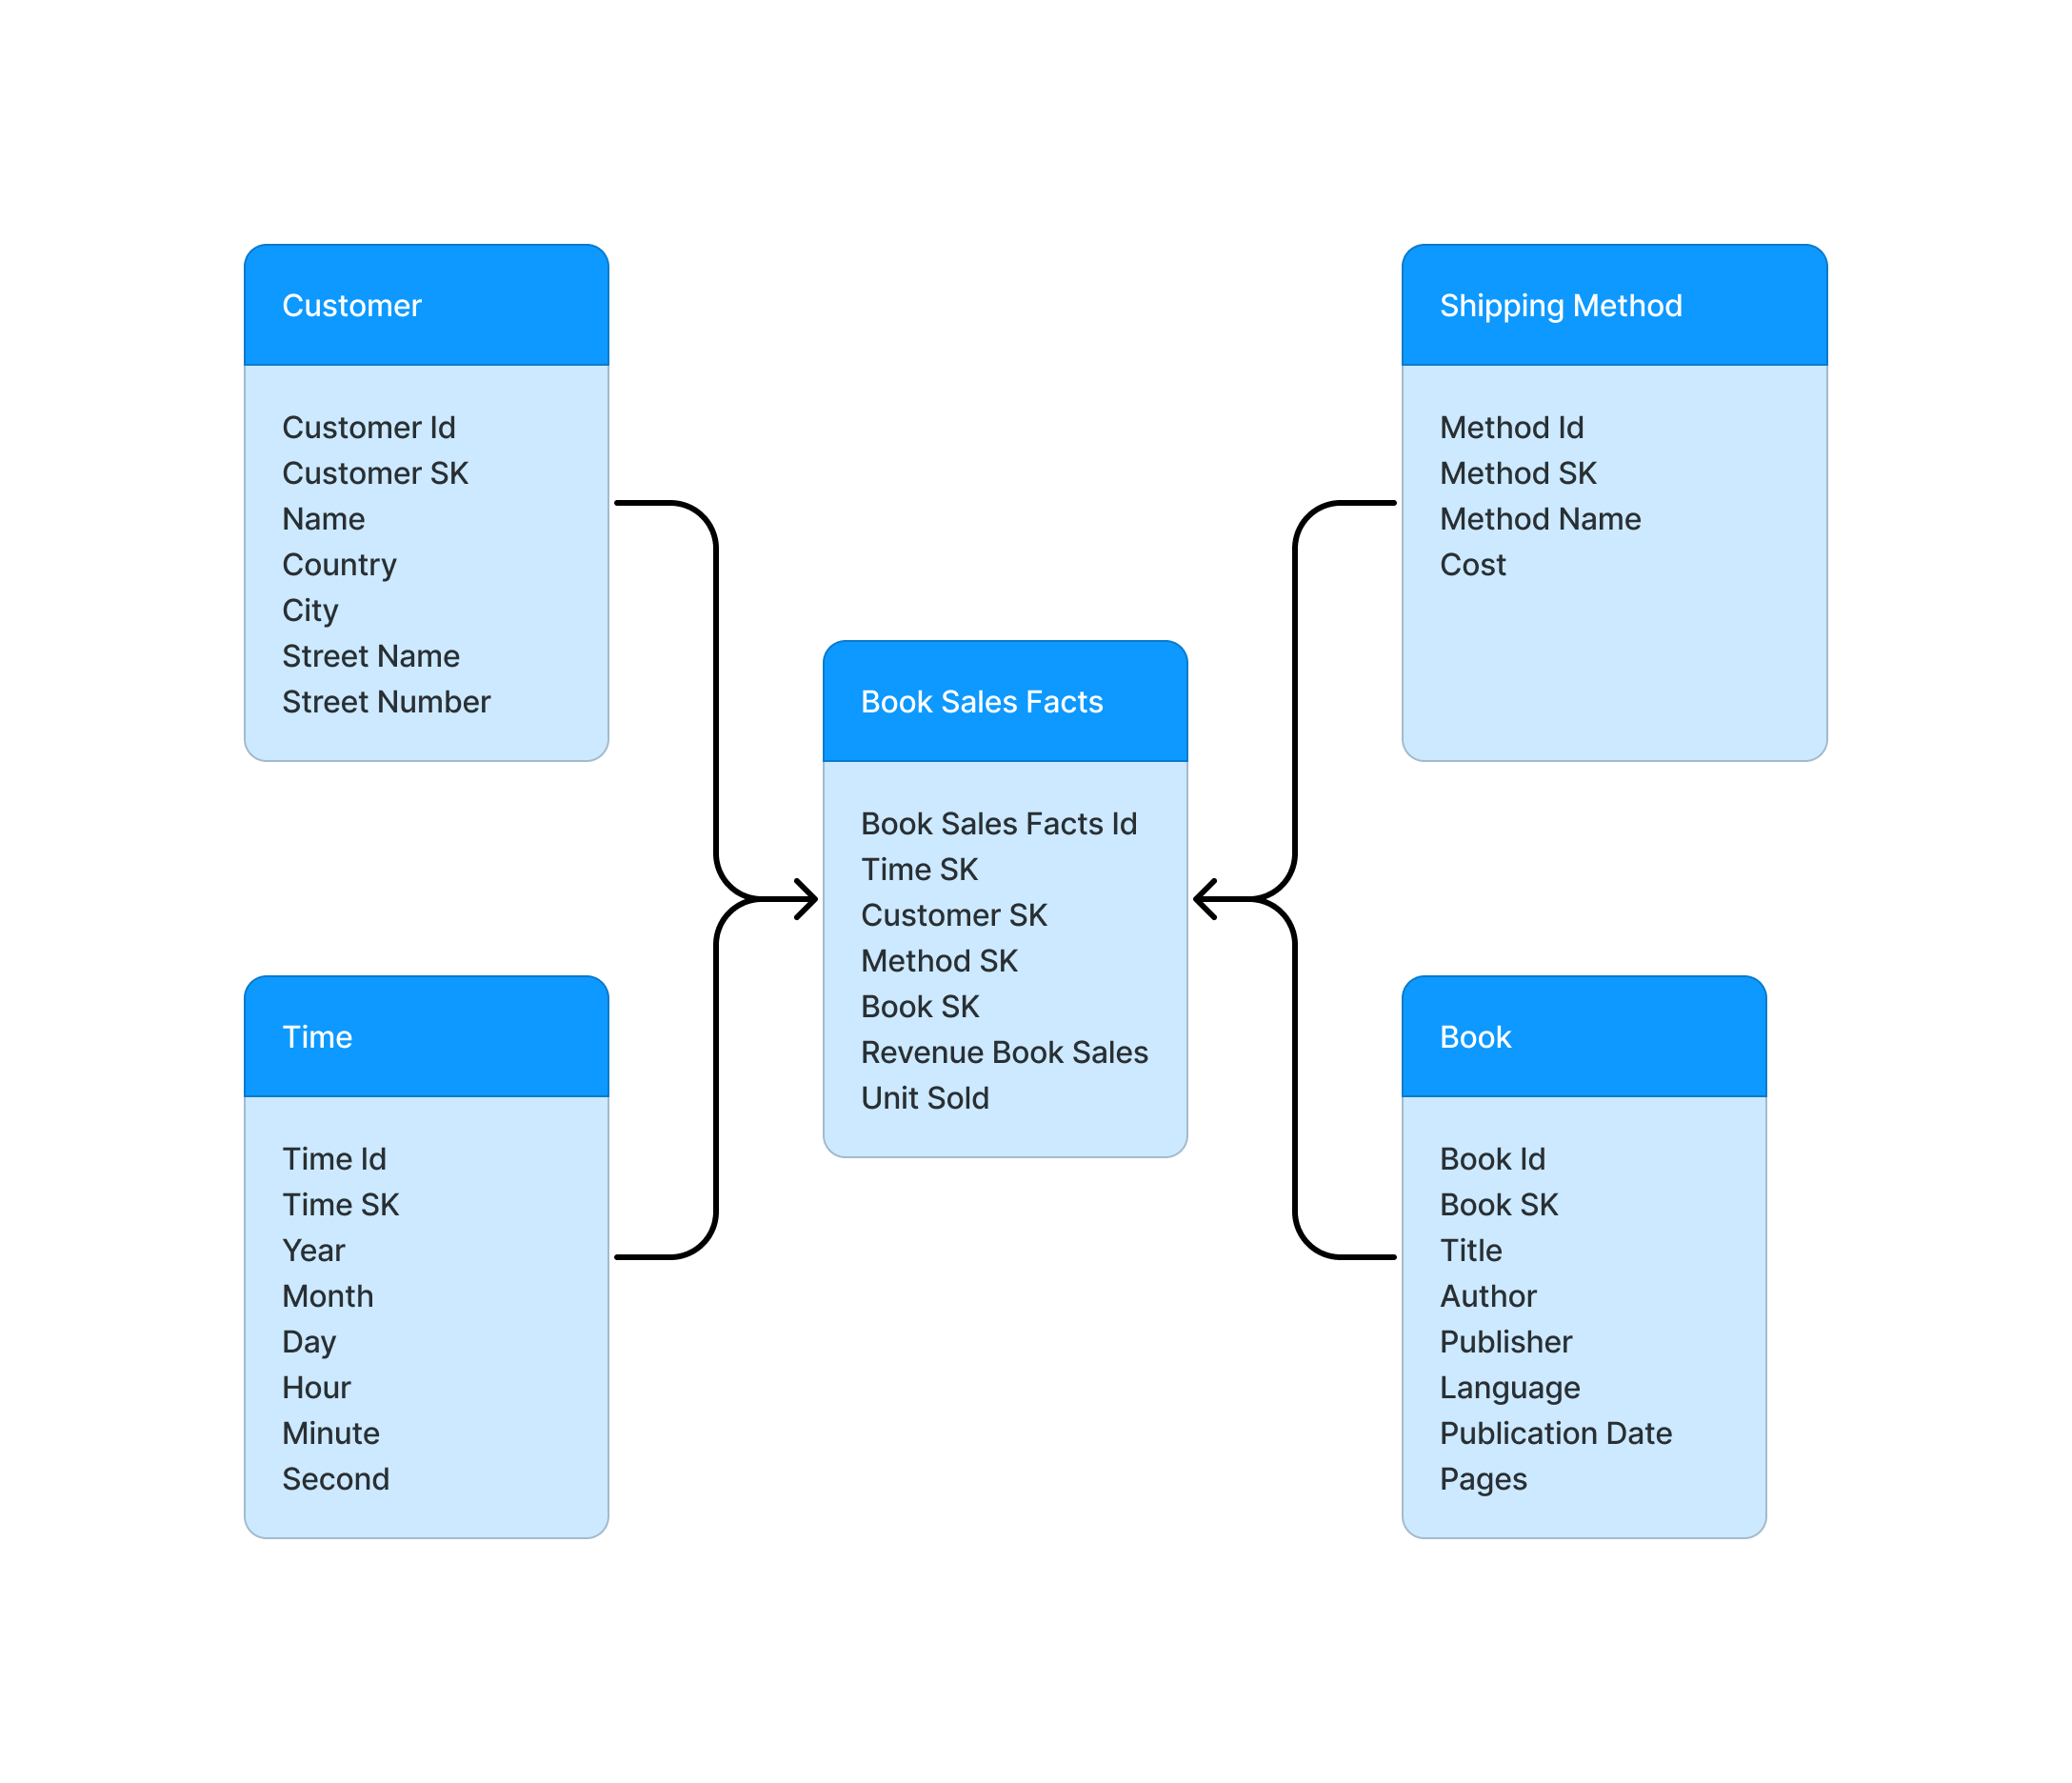 Customer
Customer Id
Customer SK
Name
Country
City
Street Name
Street Number
Shipping Method
Method Id
Method SK
Method Name
Cost
Book Sales Facts
Book Sales Facts Id
Time SK
Customer SK
Method SK
Book SK
Revenue Book Sales
Unit Sold
Time
Time Id
Time SK
Year
Month
Day
Hour
Minute
Second
Book
Book Id
Book SK
Title
Author
Publisher
Language
Publication Date
Pages